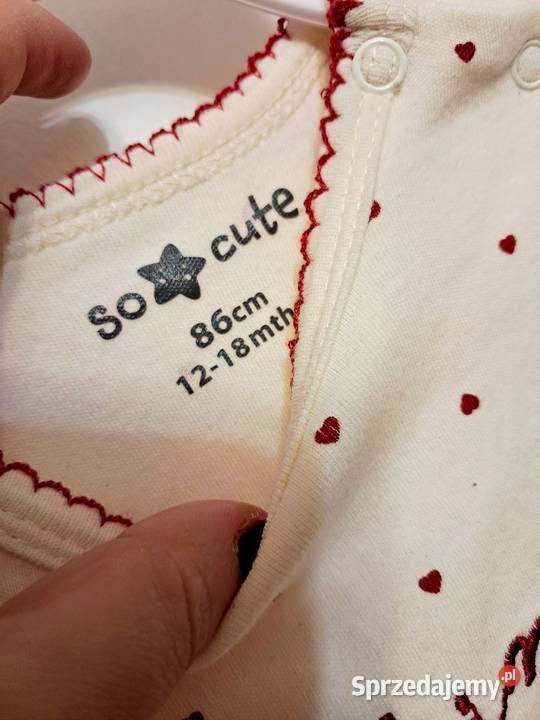 so cute
86cm
12-18mth
Sprzedajemy.pl